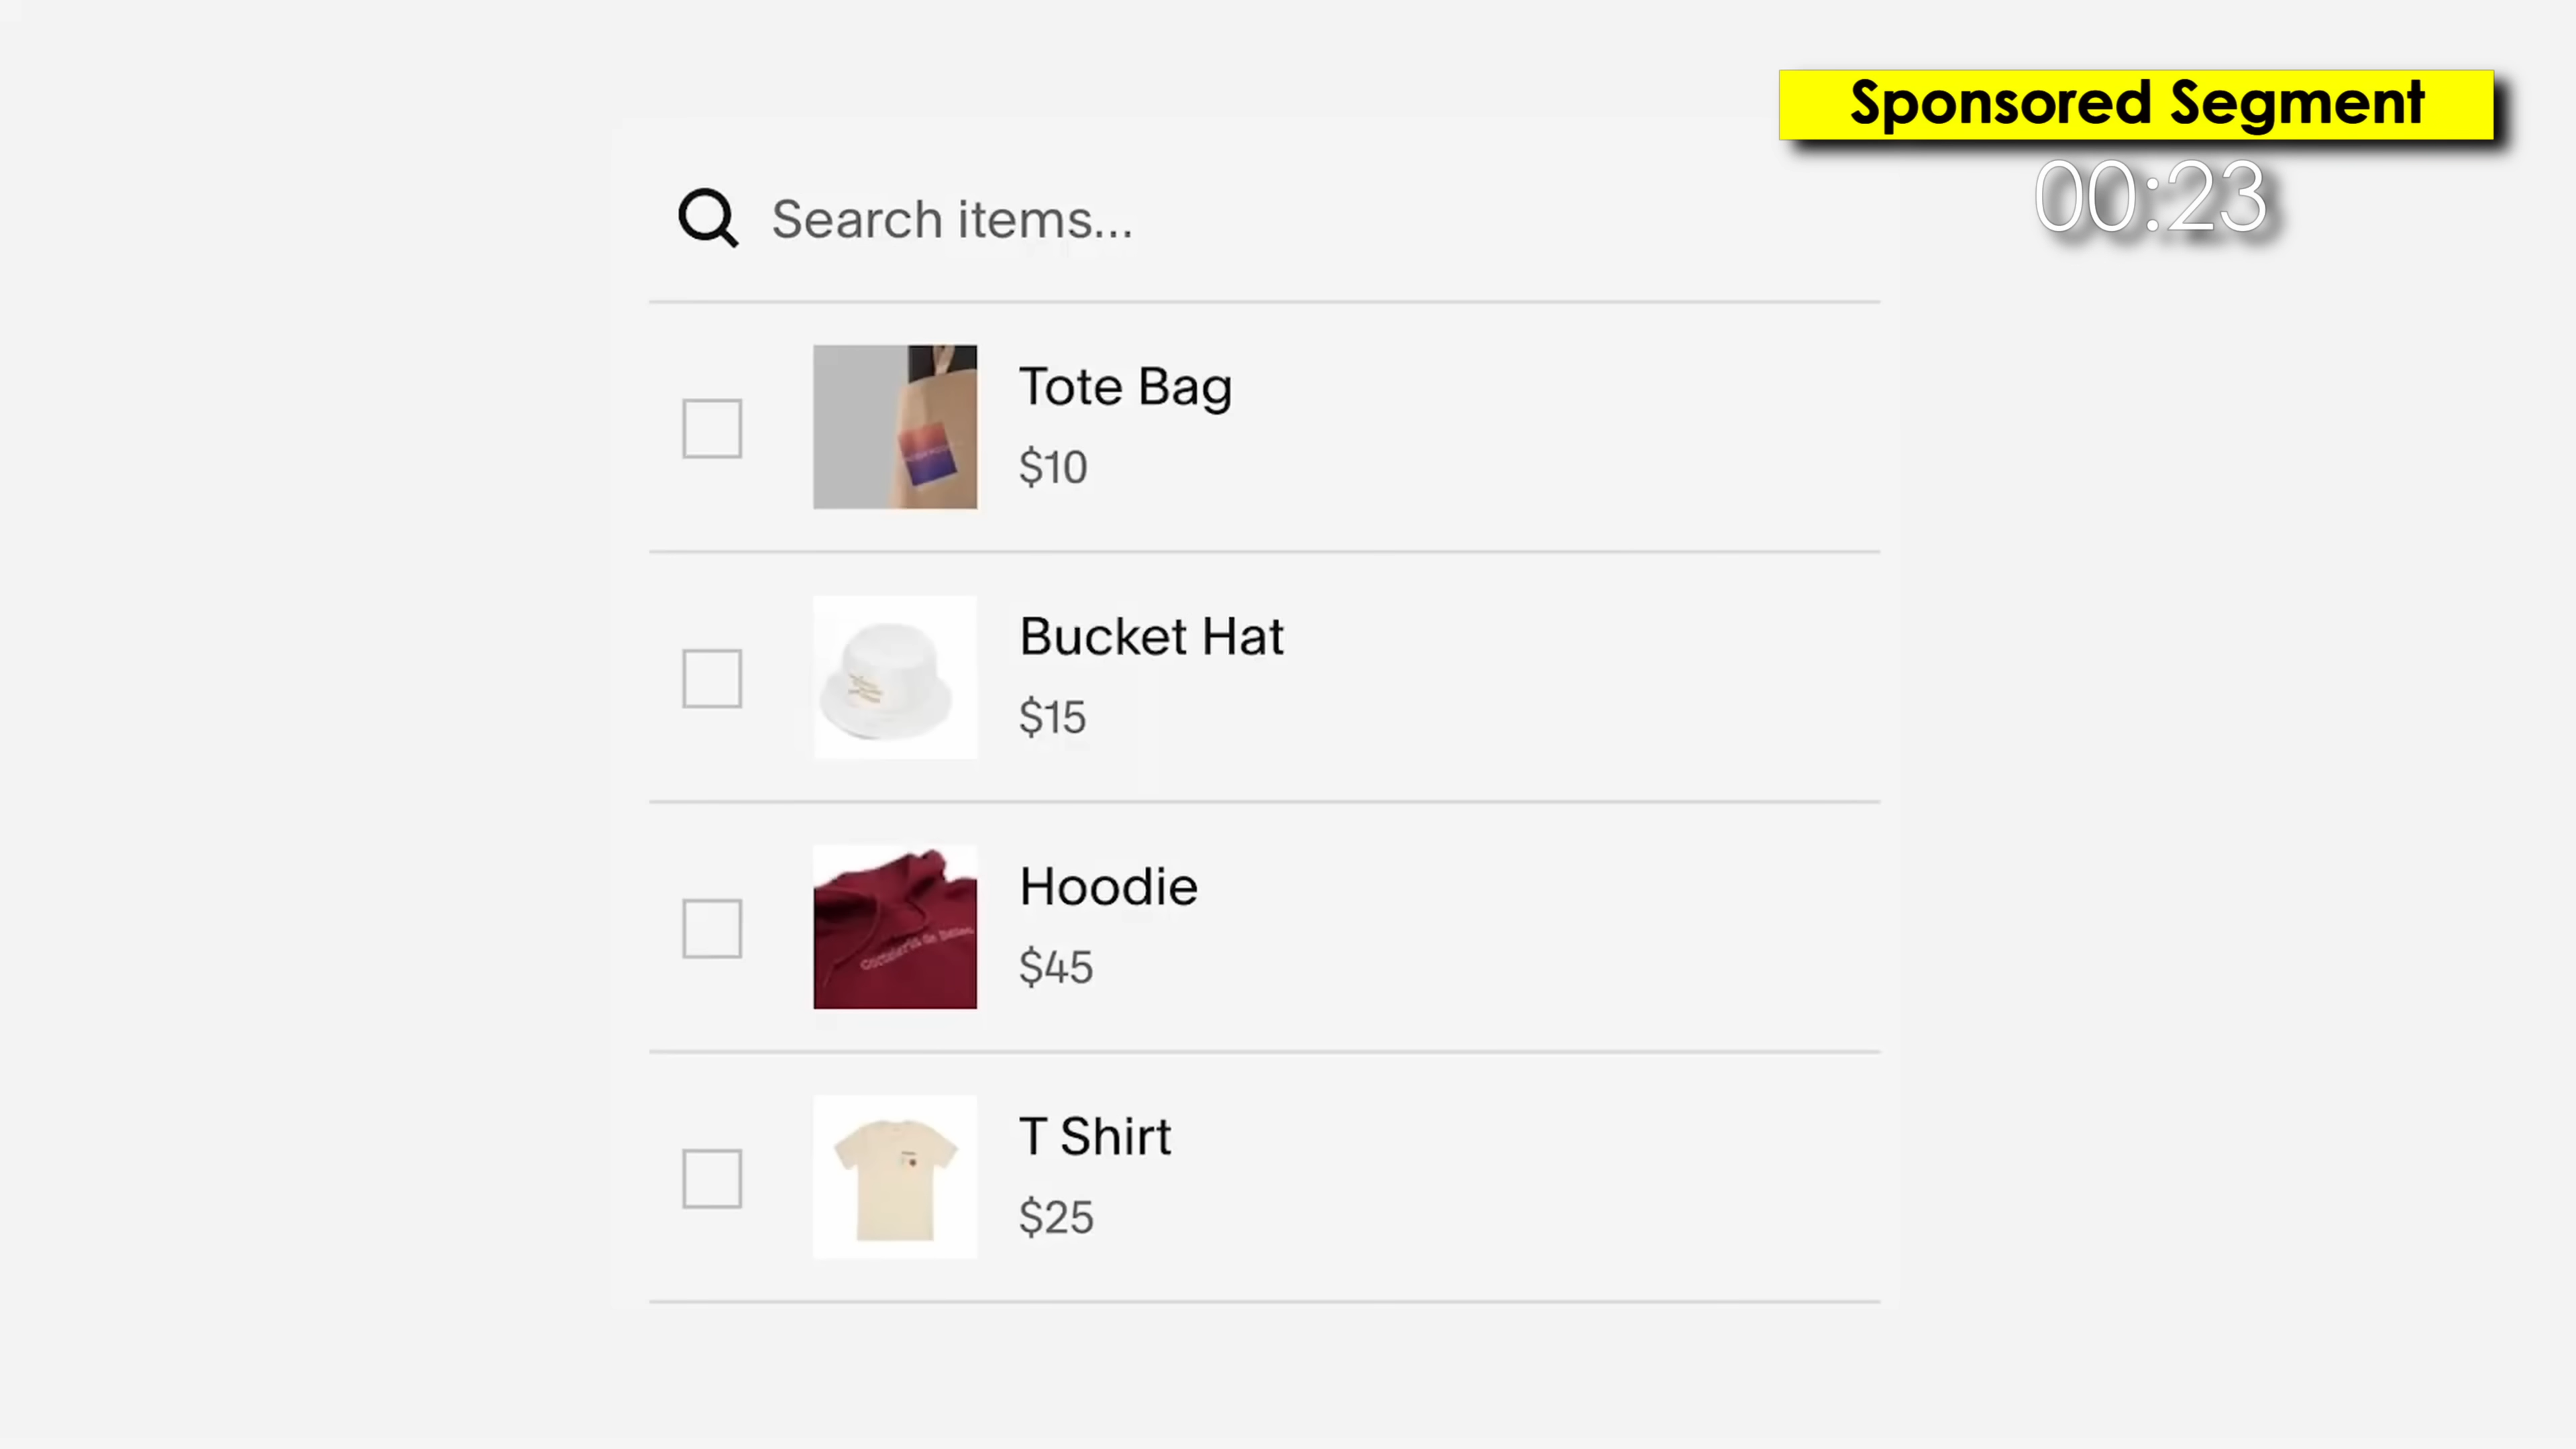 Sponsored Segment
00:23
Search items...
Tote Bag
$10
Bucket Hat
$15
Hoodie
$45
T Shirt
$25